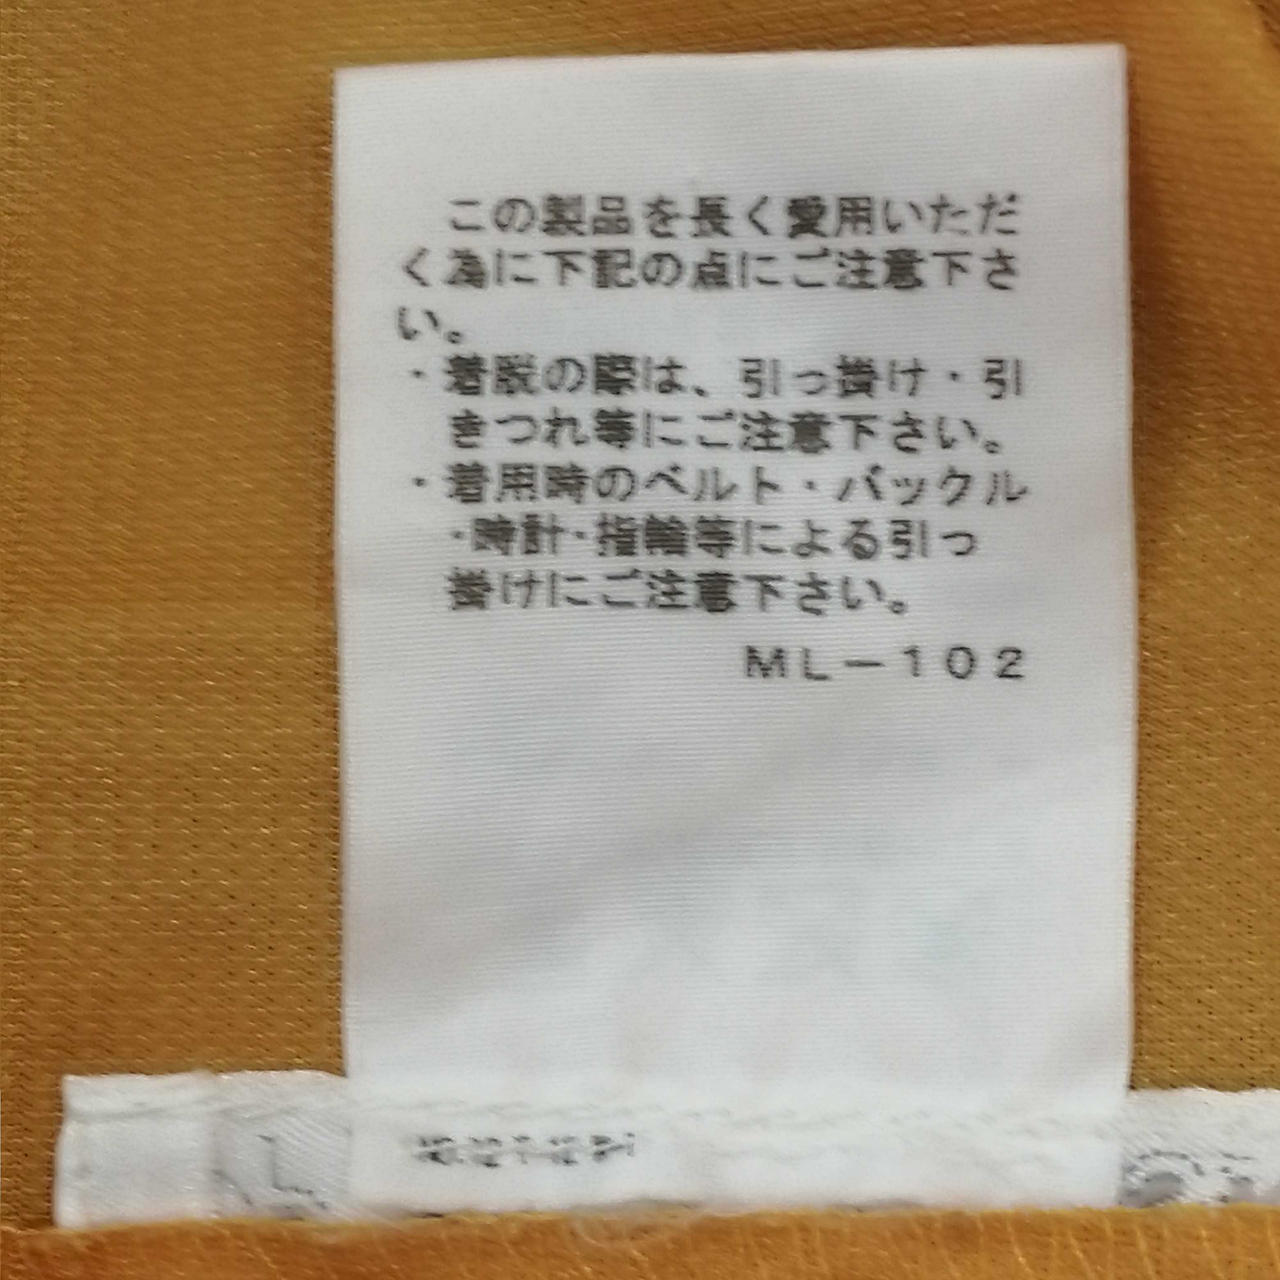 この製品を長く愛用いただ
く為に下記の点にご注意下さ
い。
・着脱の際は、引っ掛け・引
きつれ等にご注意下さい。
・着用時のベルト・バックル
・時計・指輪等による引っ
掛けにご注意下さい。
ML-102
L